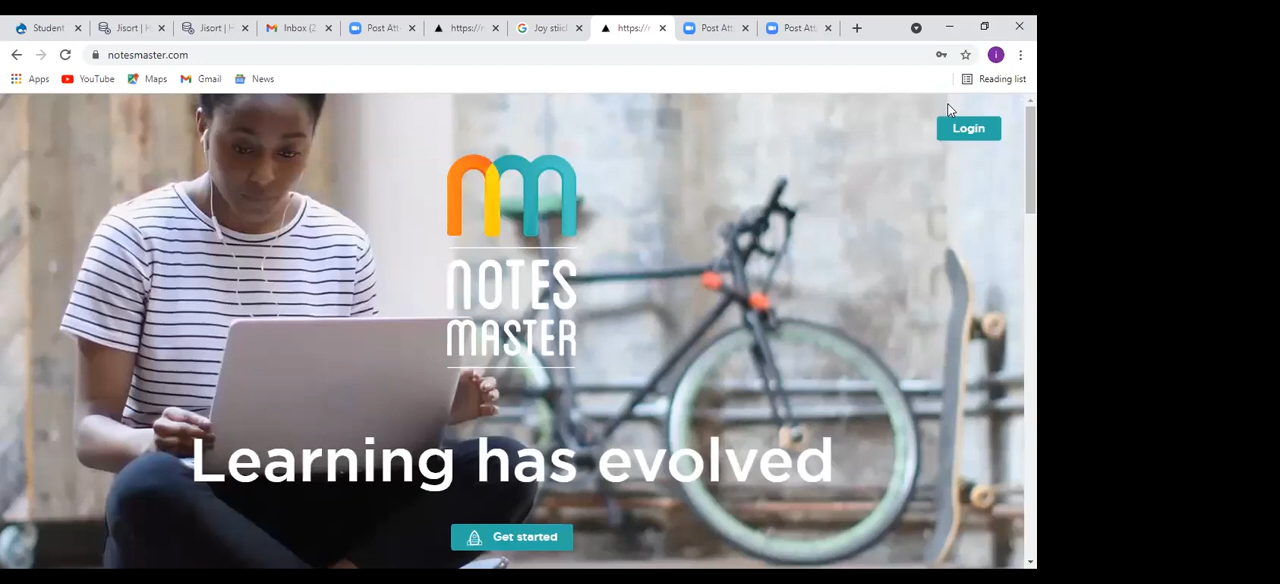 Student
Jisort | H
Jisort | H
Inbox (2
Post Att
https://
Joy stiicl
https://
Post Att
Post Att
notesmaster.com
i
Apps
YouTube
Maps
Gmail
News
Reading list
Login
NOTES
MASTER
Learning has evolved
Get started